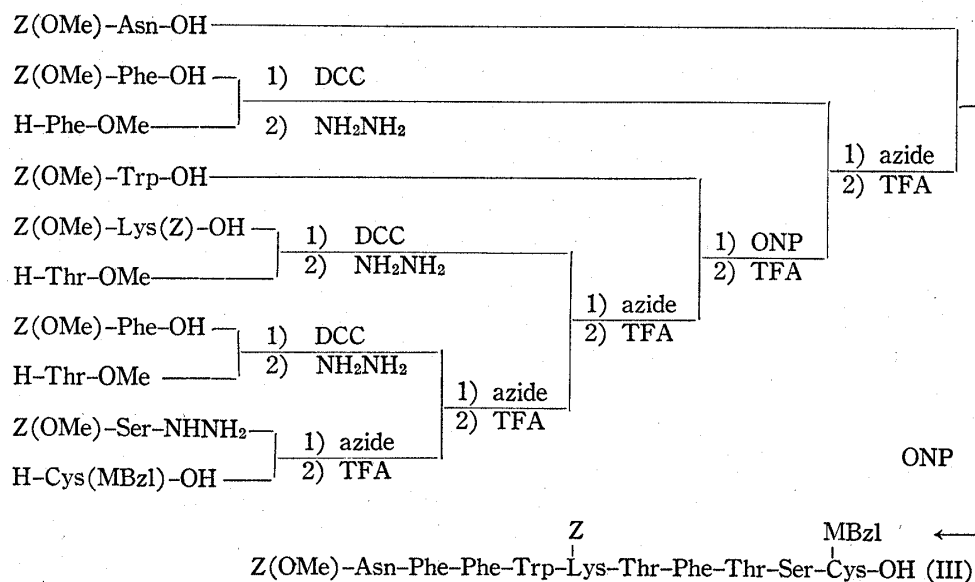 Z(OMe)–Asn–OH
Z(OMe)–Phe–OH
1) DCC
H–Phe–OMe
2) NH₂NH₂
1) azide
2) TFA
Z(OMe)–Trp–OH
Z(OMe)–Lys(Z)–OH
1) DCC
2) NH₂NH₂
1) ONP
2) TFA
H–Thr–OMe
1) azide
2) TFA
Z(OMe)–Phe–OH
1) DCC
2) NH₂NH₂
H–Thr–OMe
1) azide
2) TFA
Z(OMe)–Ser–NHNH₂
1) azide
2) TFA
H–Cys(MBzl)–OH
ONP
Z
MBzl
Z(OMe)–Asn–Phe–Phe–Trp–Lys–Thr–Phe–Thr–Ser–Cys–OH (III)